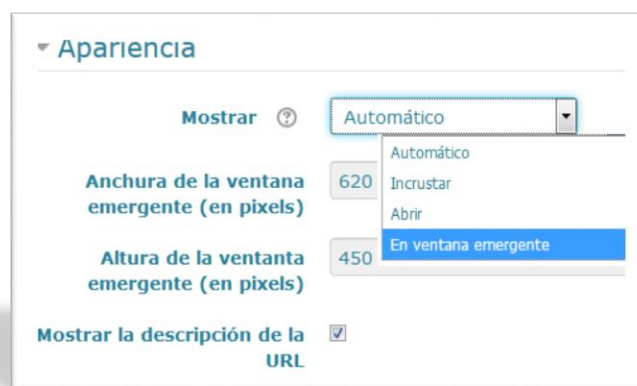 Apariencia
Mostrar
Automático
Automático
Incrustar
Abrir
En ventana emergente
Anchura de la ventana
emergente (en pixels)
620
Altura de la ventanta
emergente (en pixels)
450
Mostrar la descripción de la
URL